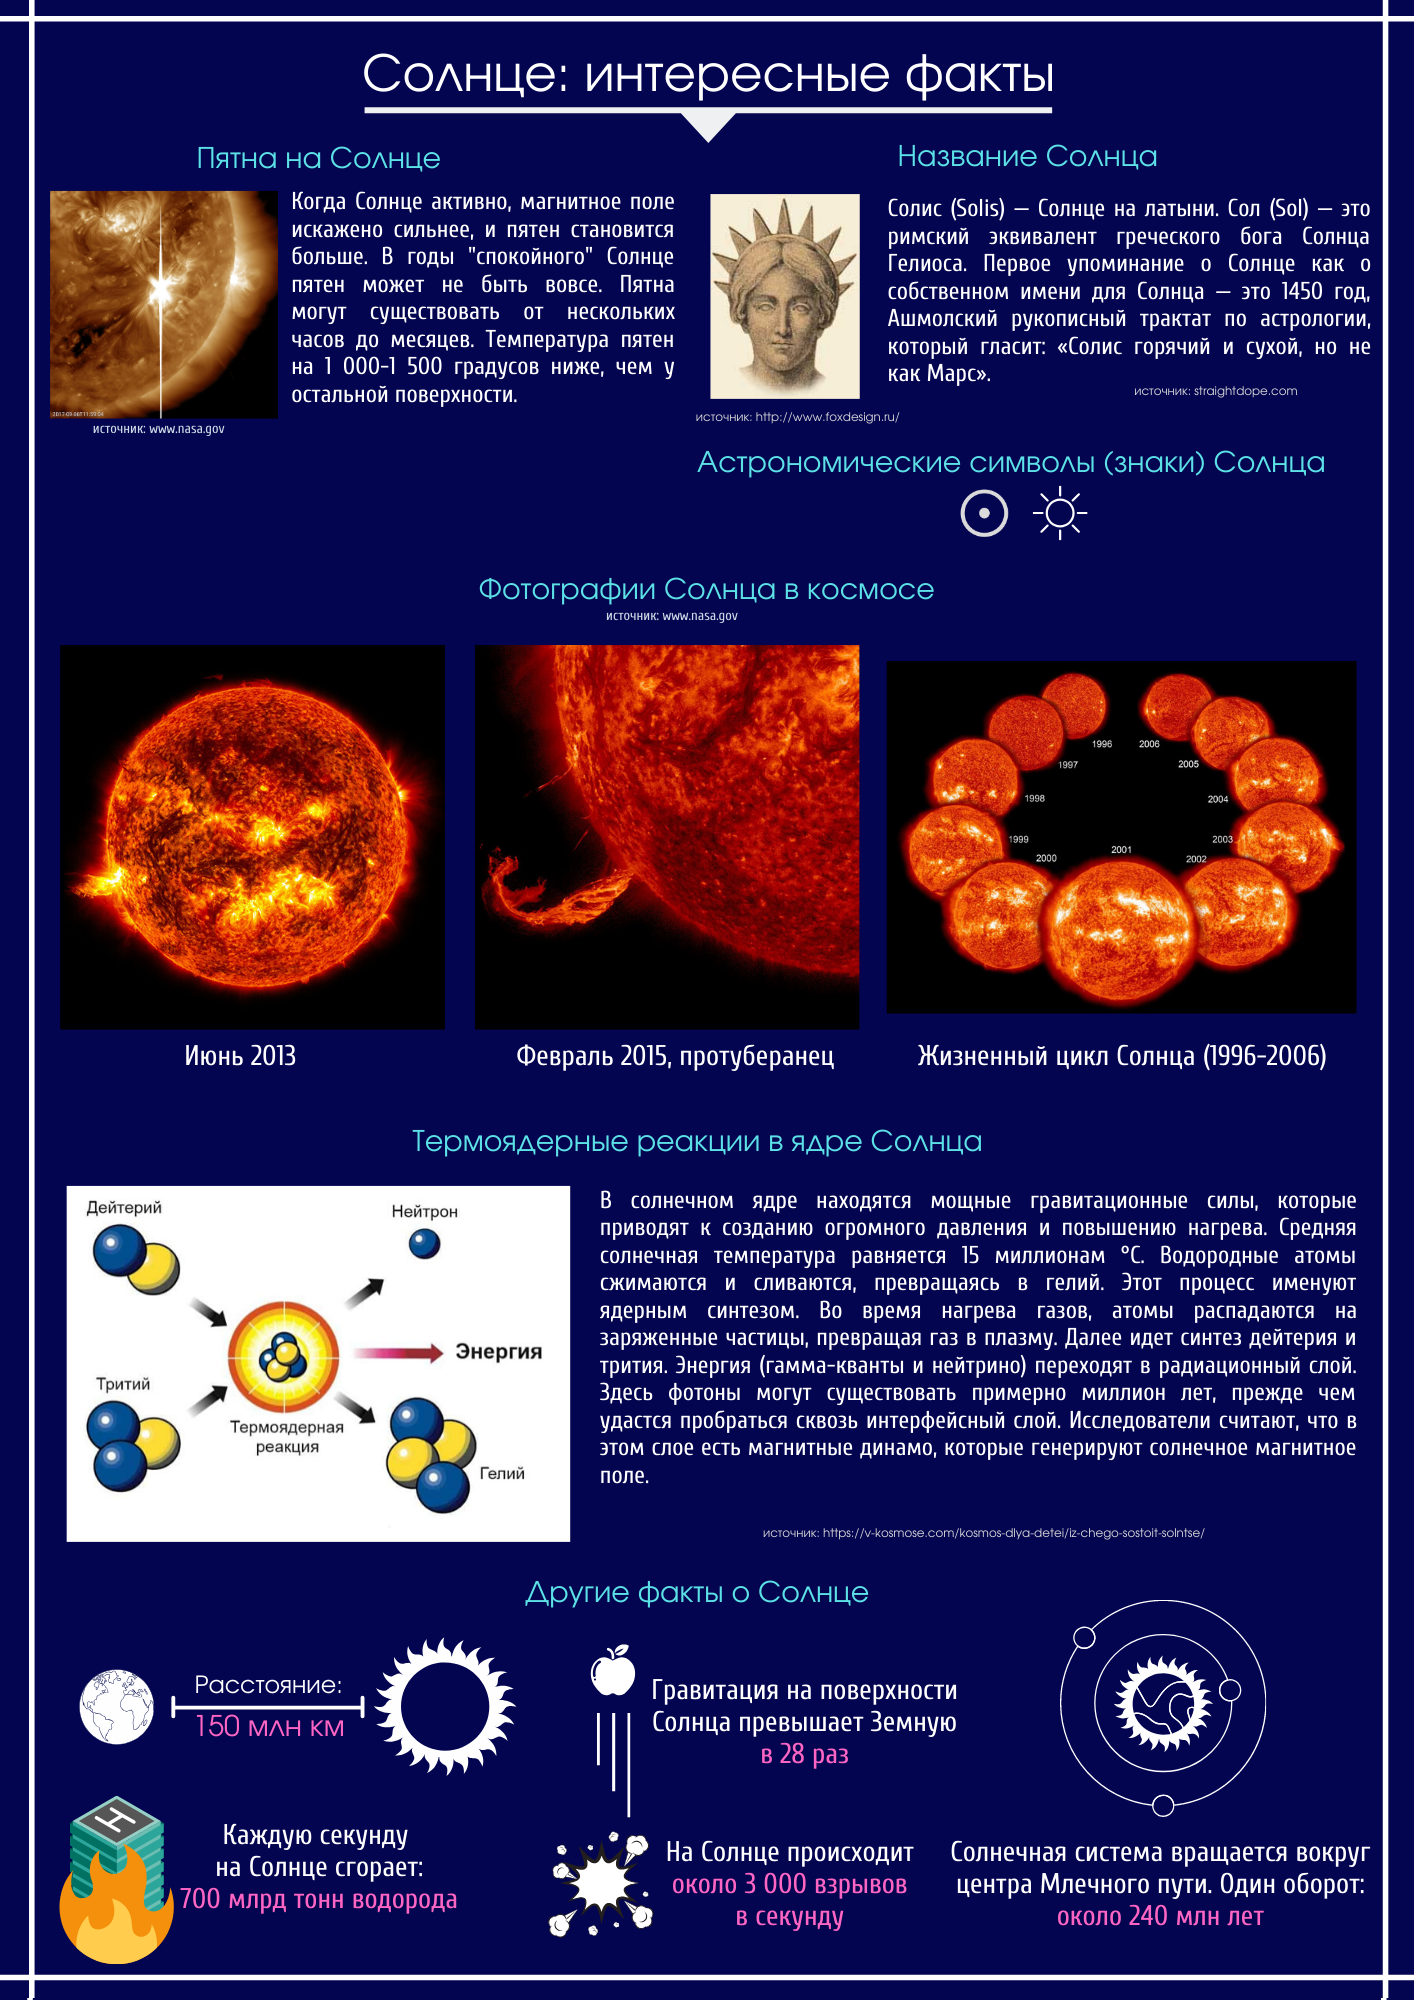 Солнце: интересные факты
Пятна на Солнце
Когда Солнце активно, магнитное поле
искажено сильнее, и пятен становится
больше. В годы "спокойного" Солнце
пятен может не быть вовсе. Пятна
могут существовать от нескольких
часов до месяцев. Температура пятен
на 1 000-1 500 градусов ниже, чем у
остальной поверхности.
источник: www.nasa.gov
Название Солнца
Солис (Solis) — Солнце на латыни. Сол (Sol) — это
римский эквивалент греческого бога Солнца
Гелиоса. Первое упоминание о Солнце как о
собственном имени для Солнца — это 1450 год,
Ашмолский рукописный трактат по астрологии,
который гласит: «Солис горячий и сухой, но не
как Марс».
источник: straightdope.com
источник: http://www.foxdesign.ru/
Астрономические символы (знаки) Солнца
Фотографии Солнца в космосе
источник: www.nasa.gov
1996
2006
1997
2005
1998
2004
1999
2003
2000
2001
2002
Июнь 2013
Февраль 2015, протуберанец
Жизненный цикл Солнца (1996-2006)
Термоядерные реакции в ядре Солнца
Дейтерий
Нейтрон
Энергия
Тритий
Термоядерная
реакция
Гелий
В солнечном ядре находятся мощные гравитационные силы, которые
приводят к созданию огромного давления и повышению нагрева. Средняя
солнечная температура равняется 15 миллионам °C. Водородные атомы
сжимаются и сливаются, превращаясь в гелий. Этот процесс именуют
ядерным синтезом. Во время нагрева газов, атомы распадаются на
заряженные частицы, превращая газ в плазму. Далее идет синтез дейтерия и
трития. Энергия (гамма-кванты и нейтрино) переходят в радиационный слой.
Здесь фотоны могут существовать примерно миллион лет, прежде чем
удастся пробраться сквозь интерфейсный слой. Исследователи считают, что в
этом слое есть магнитные динамо, которые генерируют солнечное магнитное
поле.
источник: https://v-kosmose.com/kosmos-dlya-detei/iz-chego-sostoit-solntse/
Другие факты о Солнце
Расстояние:
150 млн км
Гравитация на поверхности
Солнца превышает Земную
в 28 раз
H
Каждую секунду
на Солнце сгорает:
700 млрд тонн водорода
На Солнце происходит
около 3 000 взрывов
в секунду
Солнечная система вращается вокруг
центра Млечного пути. Один оборот:
около 240 млн лет